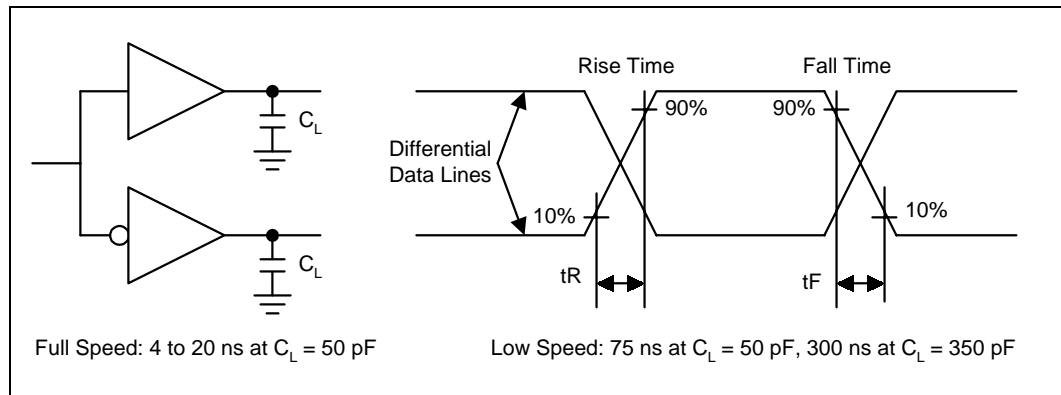 Rise Time
Fall Time
C_L
90%
90%
Differential
Data Lines
10%
10%
C_L
tR
tF
Full Speed: 4 to 20 ns at C_L = 50 pF
Low Speed: 75 ns at C_L = 50 pF, 300 ns at C_L = 350 pF